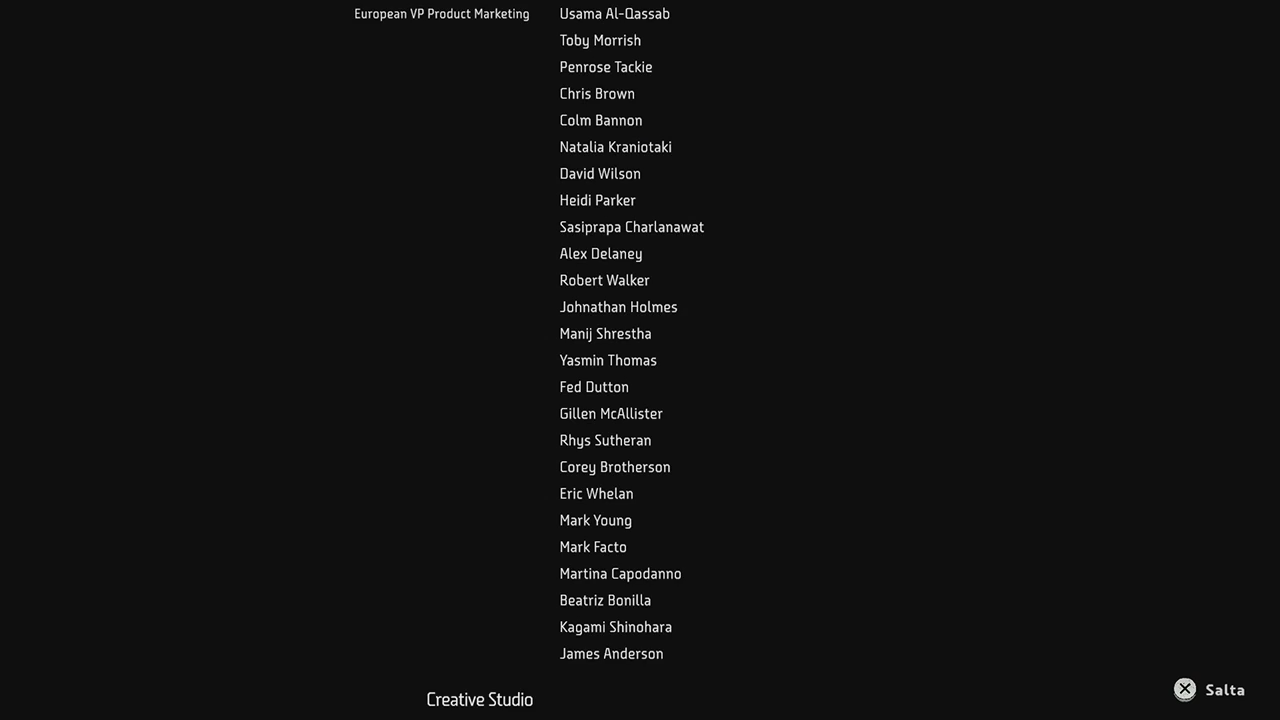 European VP Product Marketing Usama Al-Qassab
Toby Morrish
Penrose Tackie
Chris Brown
Colm Bannon
Natalia Kraniotaki
David Wilson
Heidi Parker
Sasiprapa Charlanawat
Alex Delaney
Robert Walker
Johnathan Holmes
Manij Shrestha
Yasmin Thomas
Fed Dutton
Gillen McAllister
Rhys Sutheran
Corey Brotherson
Eric Whelan
Mark Young
Mark Facto
Martina Capodanno
Beatriz Bonilla
Kagami Shinohara
James Anderson
Creative Studio
Salta